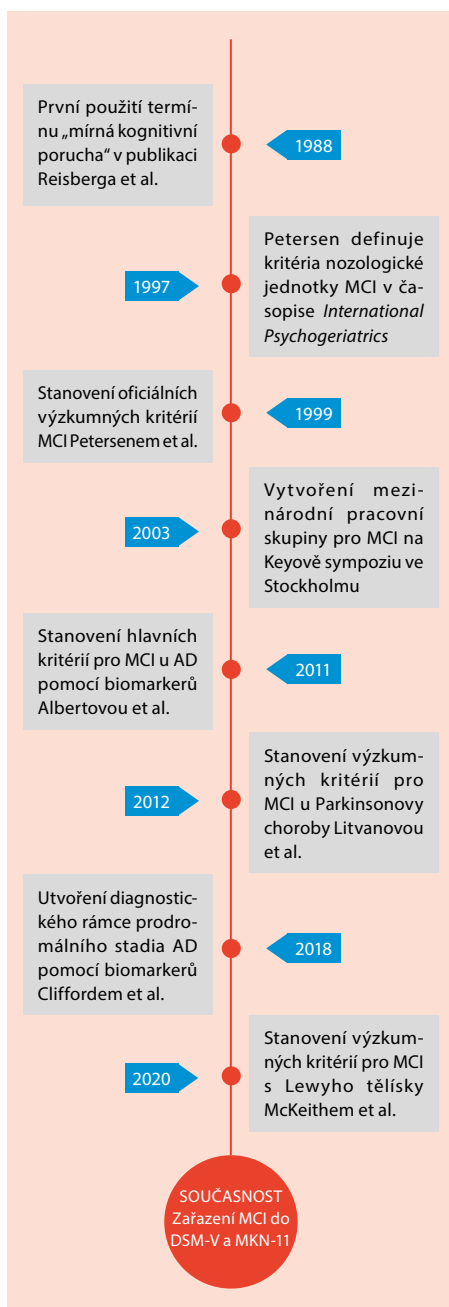 První použití termí-
nu „mírná kognitivní
porucha“ v publikaci
Reisberga et al.
1988
1997
Petersen definuje
kritéria nozologické
jednotky MCI v ča-
sopise International
Psychogeriatrics
Stanovení oficiálních
výzkumných kritérií
MCI Petersenem et al.
1999
2003
Vytvoření mezi-
národní pracovní
skupiny pro MCI na
Keyově sympoziu ve
Stockholmu
Stanovení hlavních
kritérií pro MCI u AD
pomocí biomarkerů
Albertovou et al.
2011
2012
Stanovení výzkum-
ných kritérií pro
MCI u Parkinsonovy
choroby Litvanovou
et al.
Utvoření diagnostic-
kého rámce prodro-
málního stadia AD
pomocí biomarkerů
Cliffordem et al.
2018
2020
Stanovení výzkum-
ných kritérií pro MCI
s Lewyho tělísky
McKeithem et al.
SOUČASNOST
Zařazení MCI do
DSM-V a MKN-11